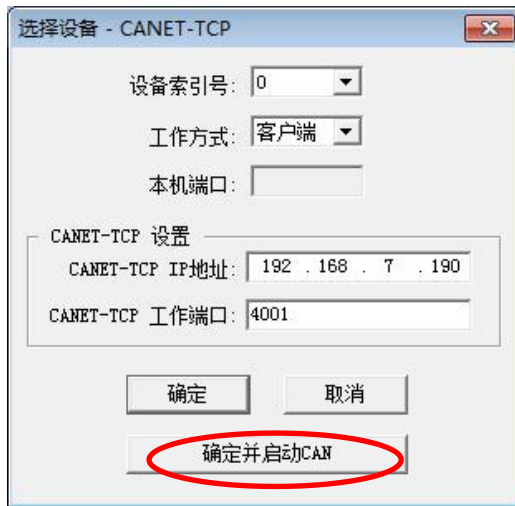 选择设备 - CANET-TCP
设备索引号: 0
工作方式: 客户端
本机端口:
CANET-TCP 设置
CANET-TCP IP地址: 192 . 168 . 7 . 190
CANET-TCP 工作端口: 4001
确定 取消
确定并启动CAN